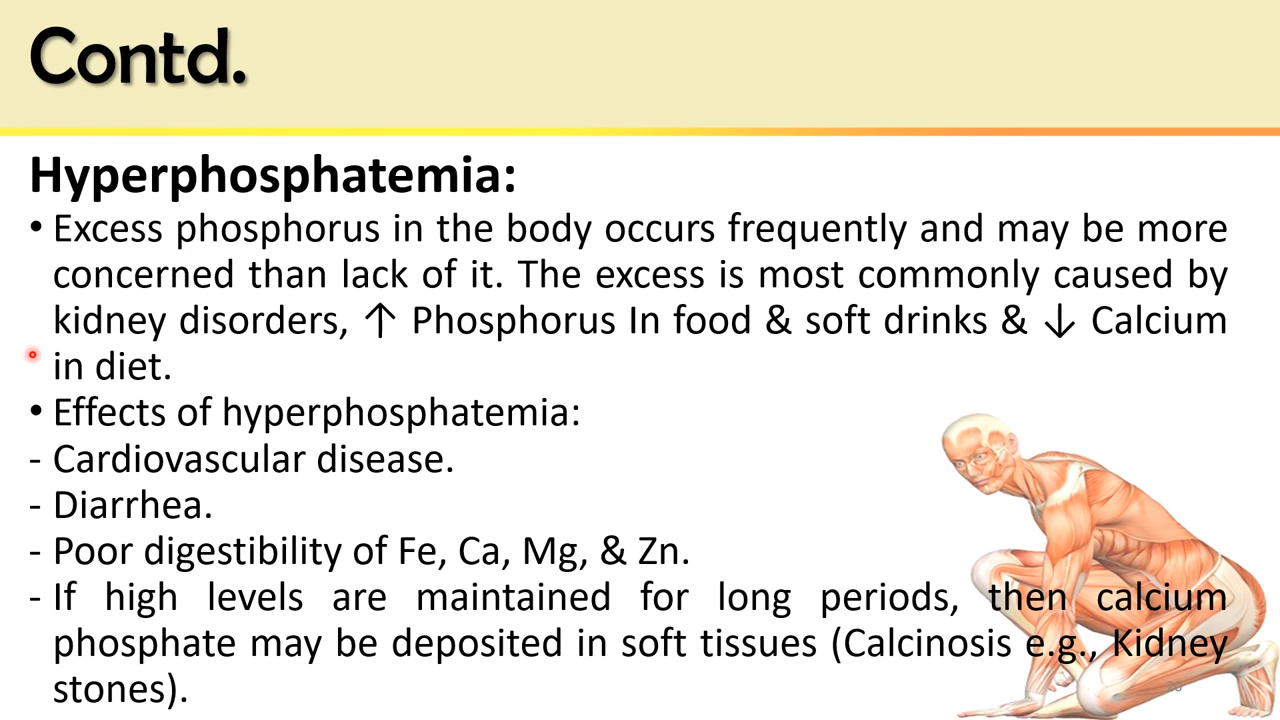 Contd.
Hyperphosphatemia:
• Excess phosphorus in the body occurs frequently and may be more
concerned than lack of it. The excess is most commonly caused by
kidney disorders, ↑ Phosphorus In food & soft drinks & ↓ Calcium
in diet.
• Effects of hyperphosphatemia:
- Cardiovascular disease.
- Diarrhea.
- Poor digestibility of Fe, Ca, Mg, & Zn.
- If high levels are maintained for long periods, then calcium
phosphate may be deposited in soft tissues (Calcinosis e.g., Kidney
stones).